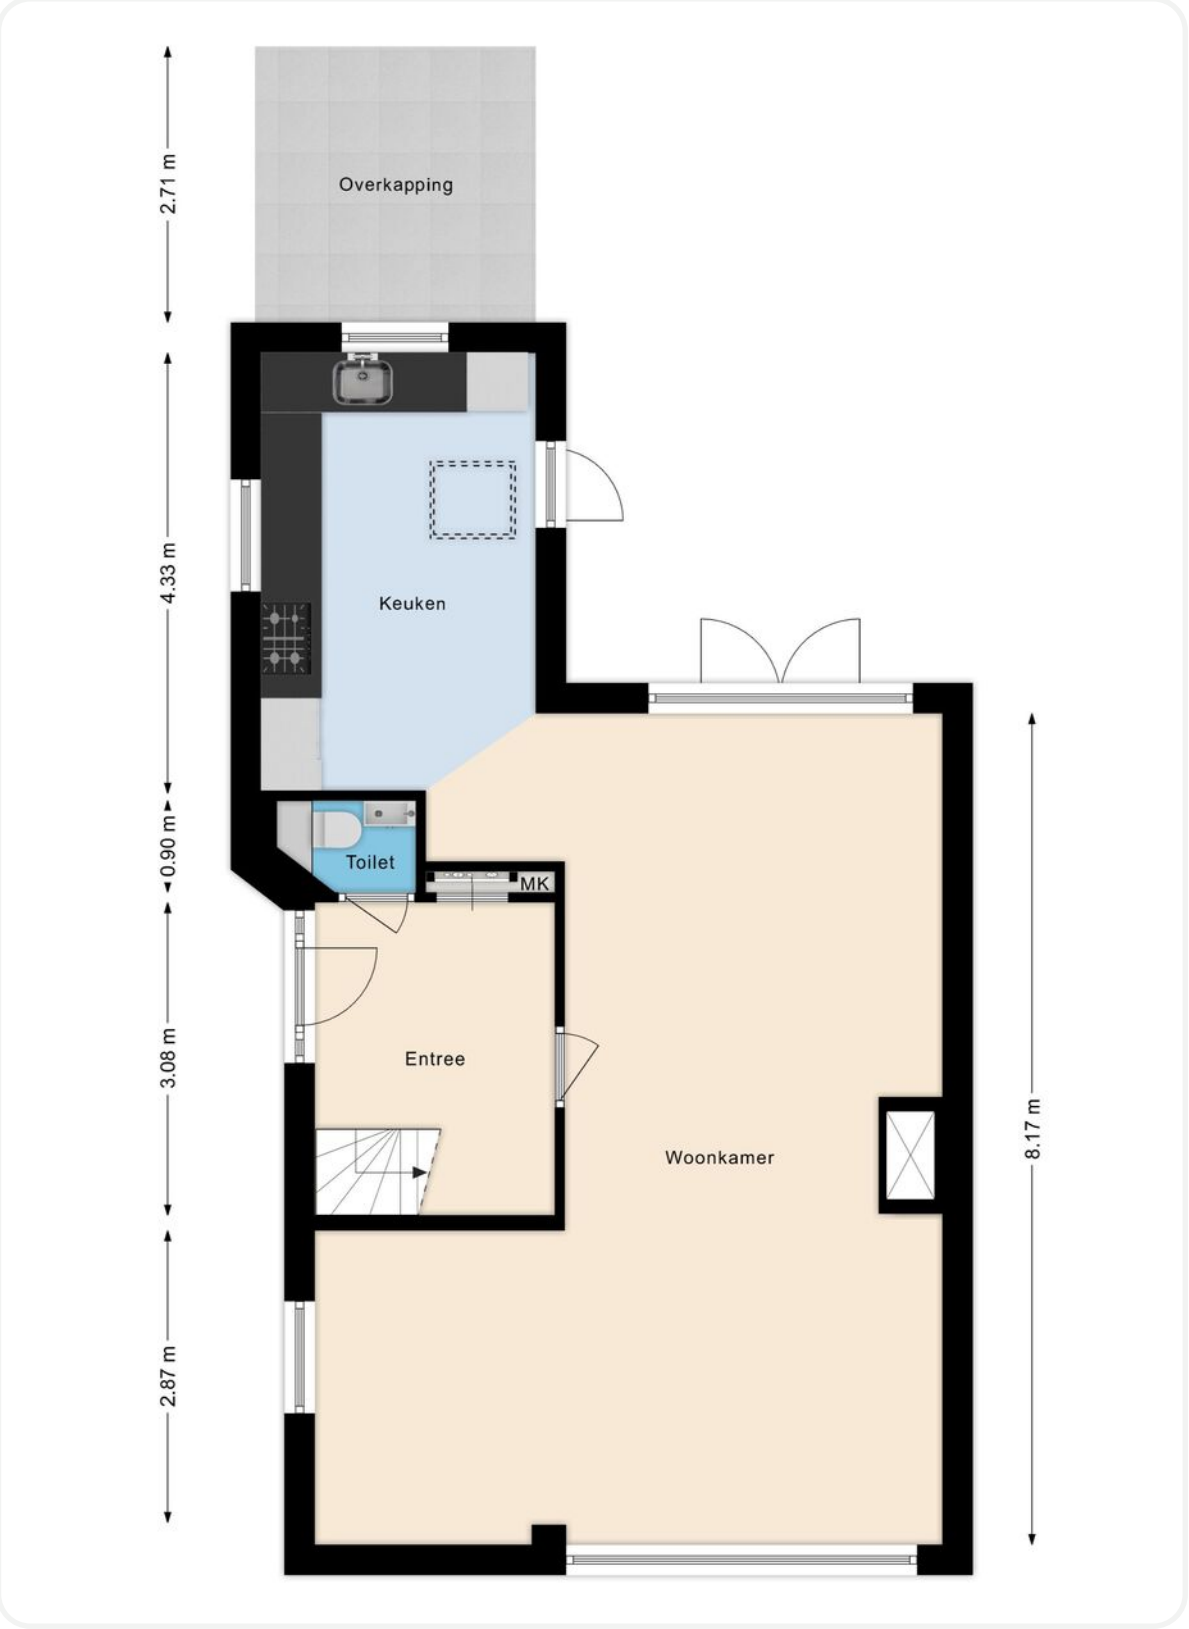 Overkapping
2.71 m
4.33 m
Keuken
0.90 m
Toilet
MK
3.08 m
Entree
8.17 m
Woonkamer
2.87 m